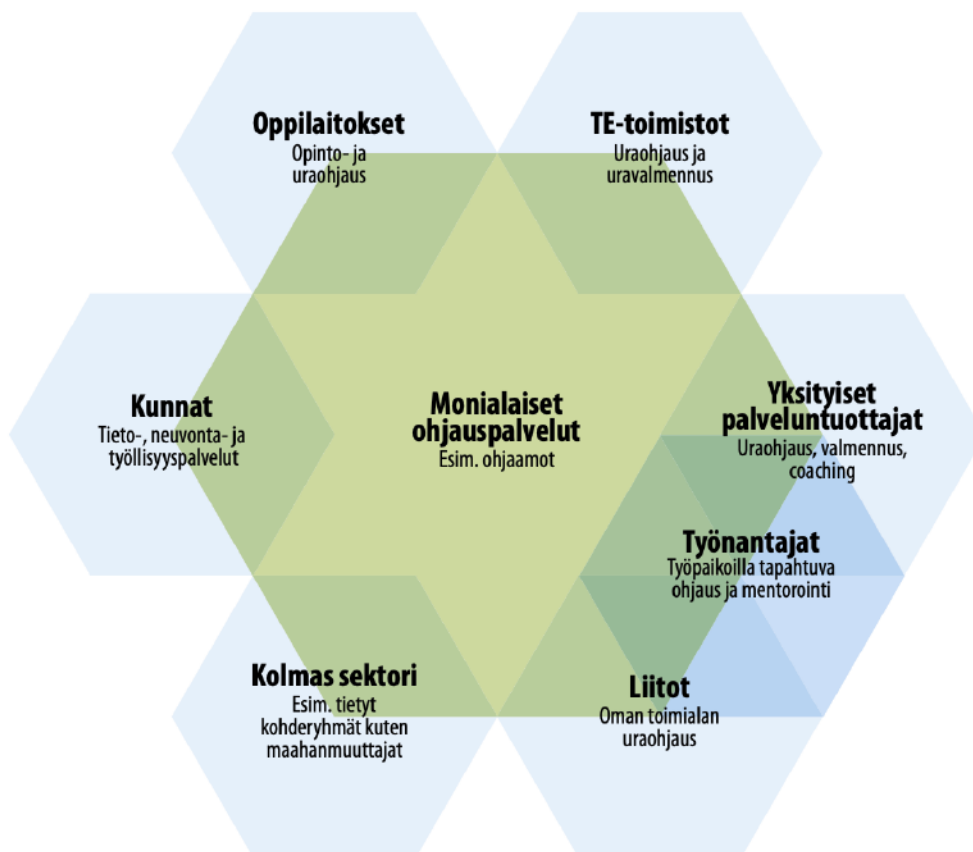 Oppilaitokset
Opinto- ja
uraohjaus
TE-toimistot
Uraohjaus ja
uravalmennus
Kunnat
Tieto-, neuvonta- ja
työllisyyspalvelut
Monialaiset
ohjauspalvelut
Esim. ohjaamot
Yksityiset
palveluntuottajat
Uraohjaus, valmennus,
coaching
Työnantajat
Työpaikoilla tapahtuva
ohjaus ja mentorointi
Kolmas sektori
Esim. tietyt
kohderyhmät kuten
maahanmuuttajat
Liitot
Oman toimialan
uraohjaus